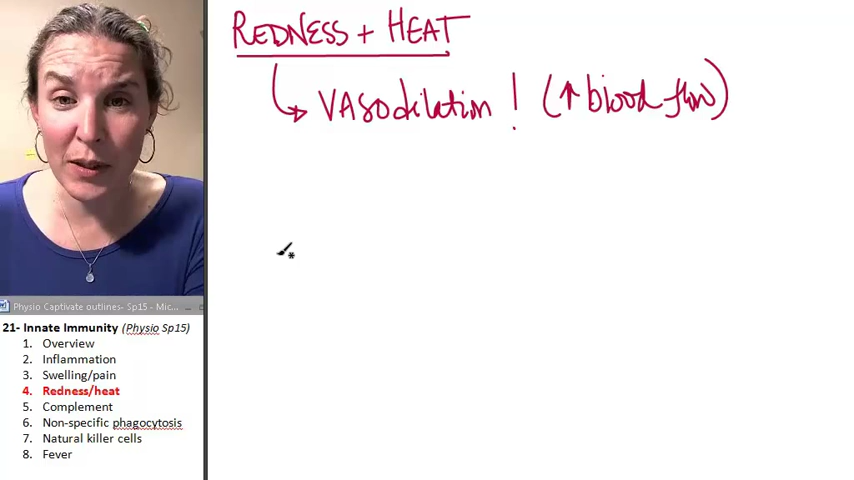 REDNESS + HEAT
VASOdilation ! (↑ blood flow)
Physio Captivate outlines- Sp15 - Mic...
21- Innate Immunity (Physio Sp15)
1. Overview
2. Inflammation
3. Swelling/pain
4. Redness/heat
5. Complement
6. Non-specific phagocytosis
7. Natural killer cells
8. Fever